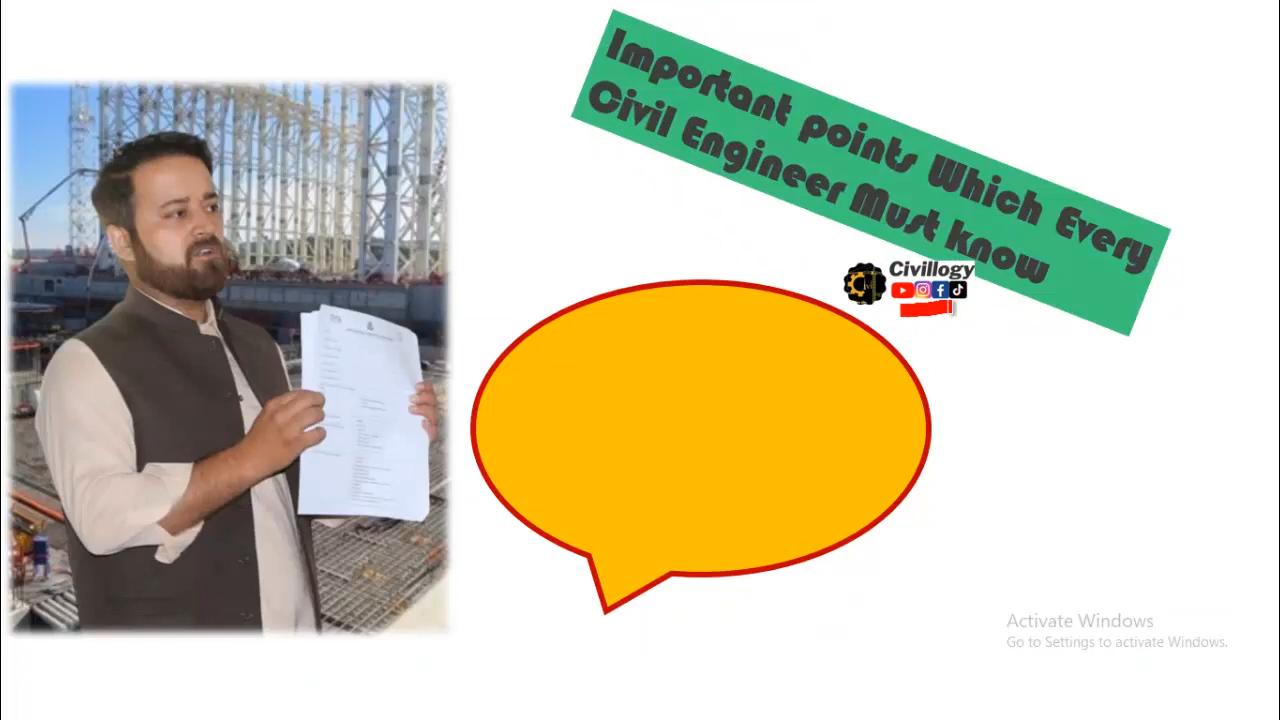 Important points Which Every
Civil Engineer Must know
Civillogy
Activate Windows
Go to Settings to activate Windows.